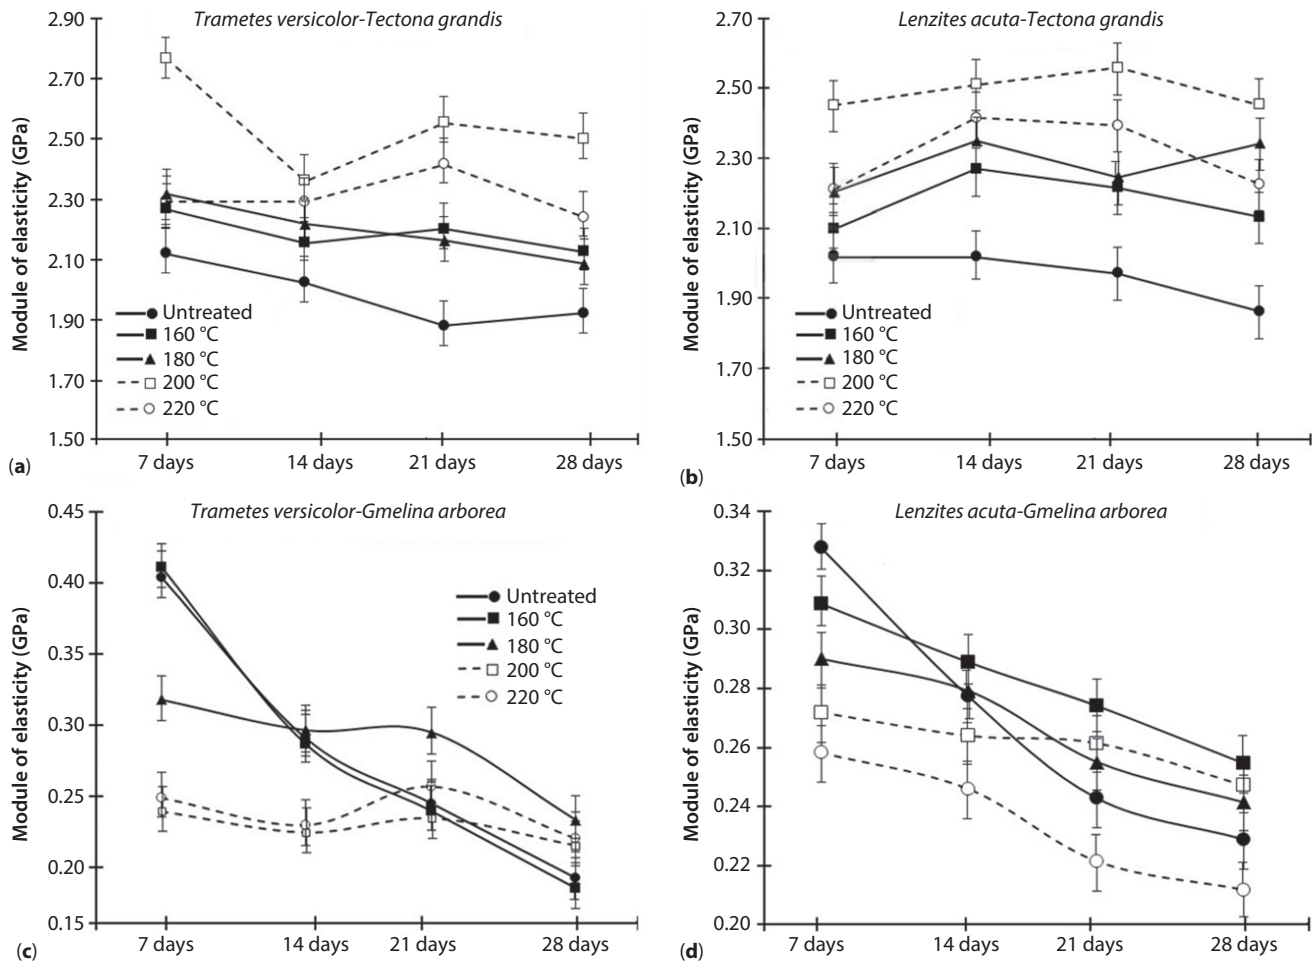 Trametes versicolor-Tectona grandis
Module of elasticity (GPa)
2.90
2.70
2.50
2.30
2.10
1.90
1.70
1.50
Untreated
160 °C
180 °C
200 °C
220 °C
7 days 14 days 21 days 28 days
(a)
Lenzites acuta-Tectona grandis
Module of elasticity (GPa)
2.70
2.50
2.30
2.10
1.90
1.70
1.50
Untreated
160 °C
180 °C
200 °C
220 °C
7 days 14 days 21 days 28 days
(b)
Trametes versicolor-Gmelina arborea
Module of elasticity (GPa)
0.45
0.40
0.35
0.30
0.25
0.20
0.15
Untreated
160 °C
180 °C
200 °C
220 °C
7 days 14 days 21 days 28 days
(c)
Lenzites acuta-Gmelina arborea
Module of elasticity (GPa)
0.34
0.32
0.30
0.28
0.26
0.24
0.22
0.20
7 days 14 days 21 days 28 days
(d)